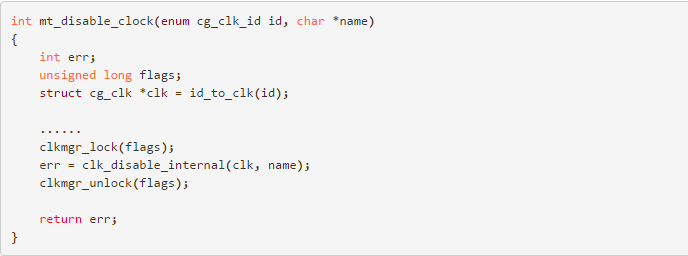 int mt_disable_clock(enum cg_clk_id id, char *name)
{
    int err;
    unsigned long flags;
    struct cg_clk *clk = id_to_clk(id);

    ......
    clkmgr_lock(flags);
    err = clk_disable_internal(clk, name);
    clkmgr_unlock(flags);

    return err;
}